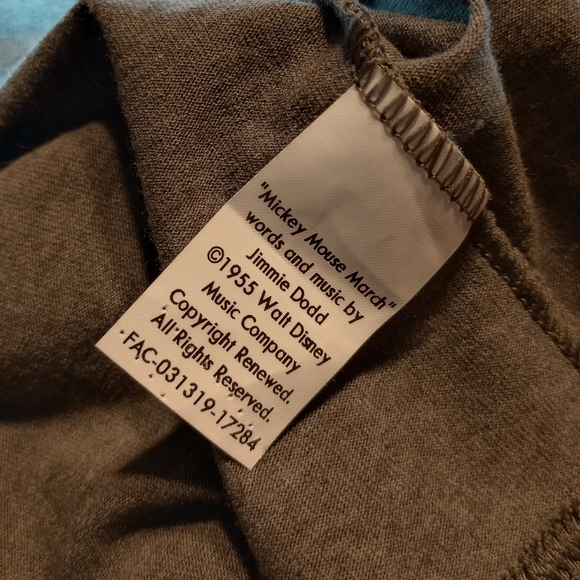 "Mickey Mouse March"
words and music by
Jimmie Dodd
©1955 Walt Disney
Music Company
Copyright Renewed.
All Rights Reserved.
FAC-031319-17284